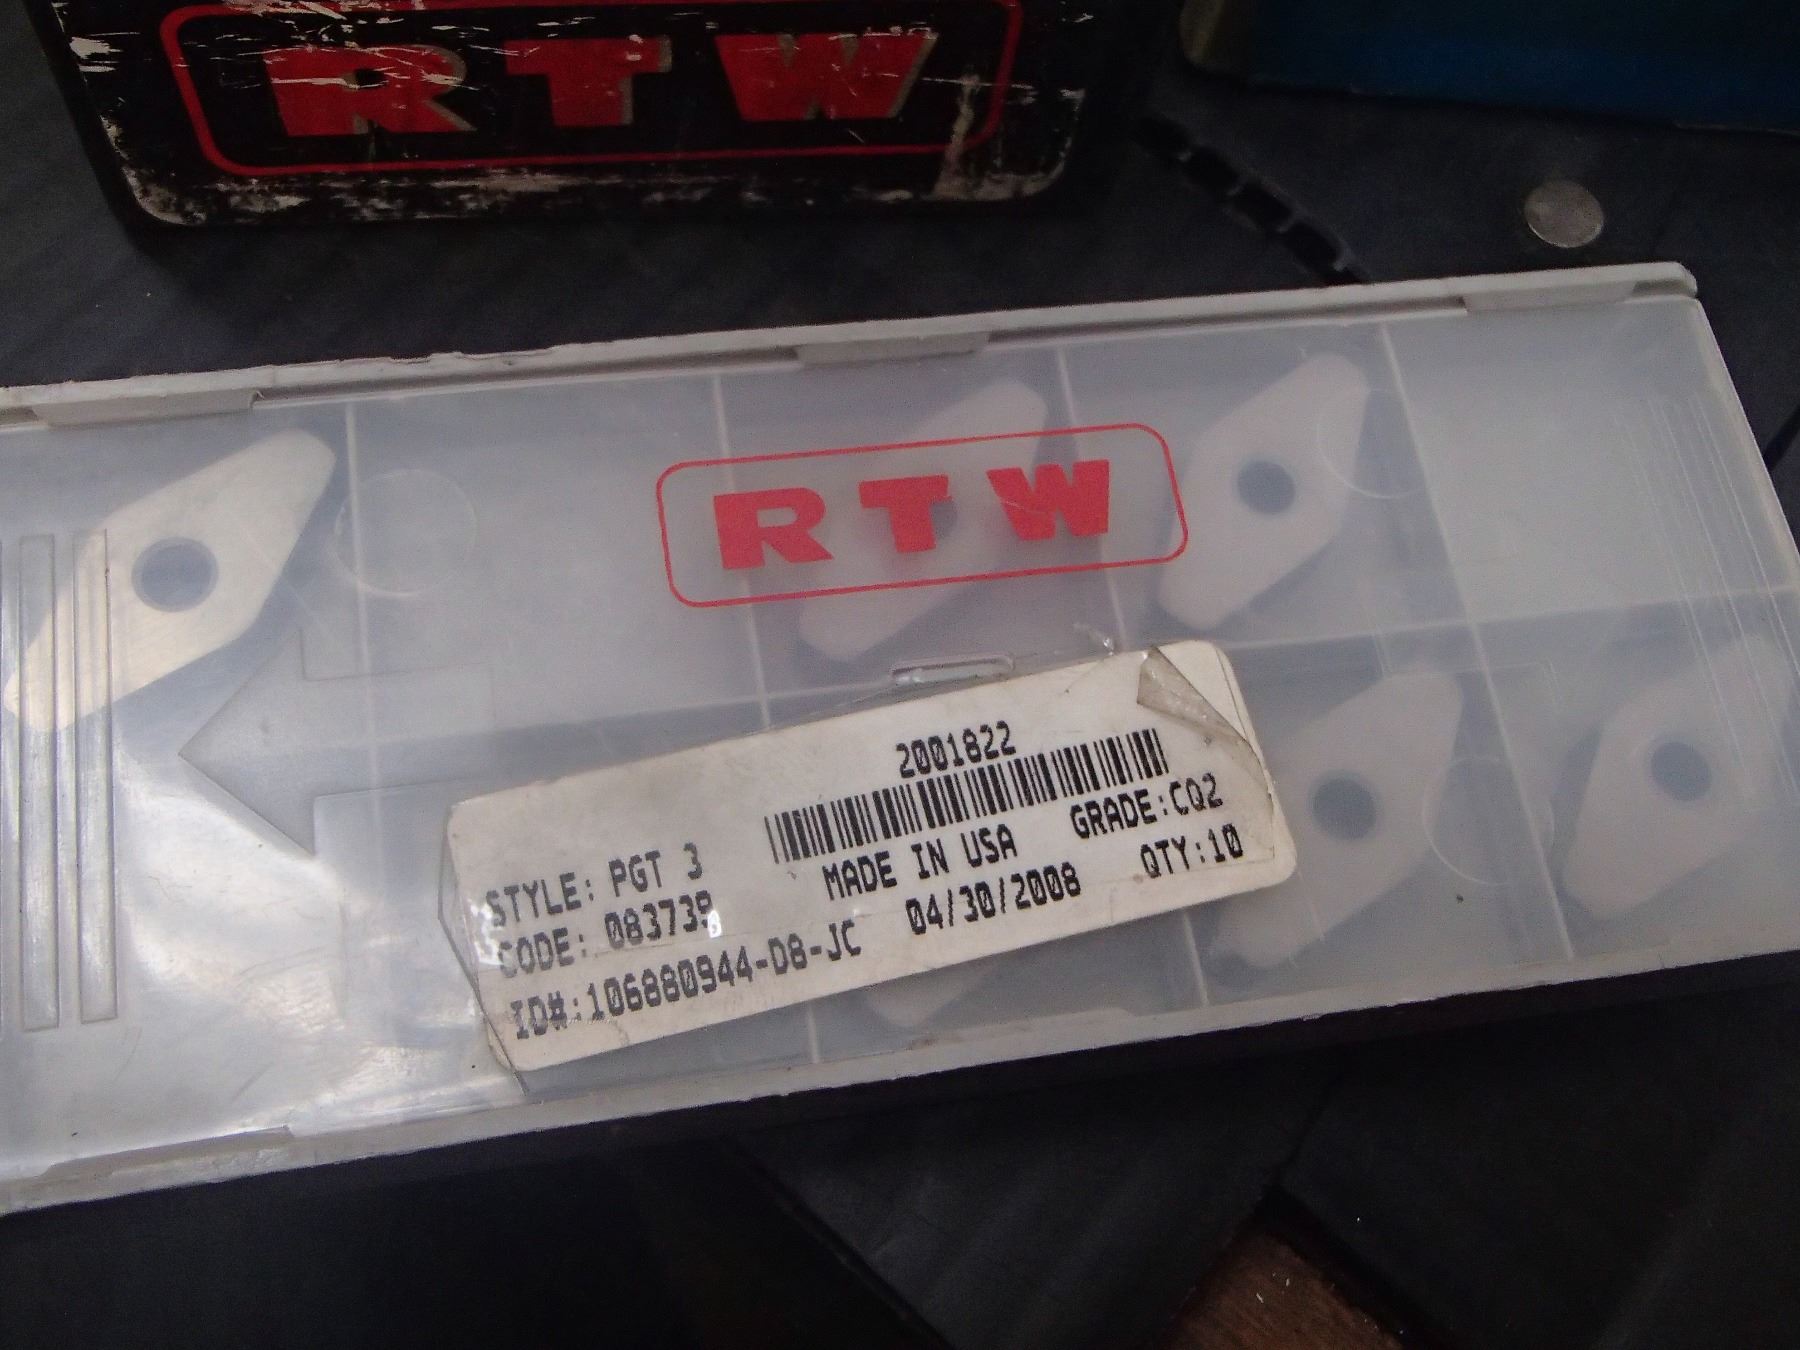 RTW
RTW
2001822
STYLE: PGT 3
MADE IN USA
GRADE:CQ2
CODE: 083739
04/30/2008
QTY:10
ID#:106880944-D8-JC